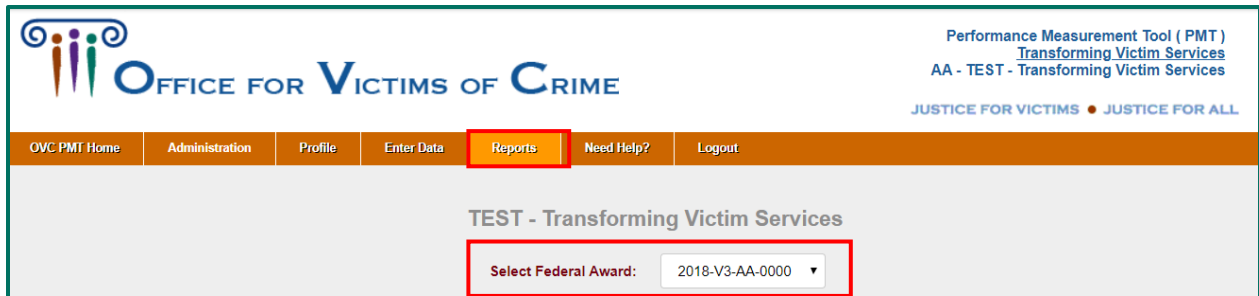 OFFICE FOR VICTIMS OF CRIME
Performance Measurement Tool ( PMT )
Transforming Victim Services
AA - TEST - Transforming Victim Services
JUSTICE FOR VICTIMS ● JUSTICE FOR ALL
OVC PMT Home Administration Profile Enter Data Reports Need Help? Logout
TEST - Transforming Victim Services
Select Federal Award: 2018-V3-AA-0000